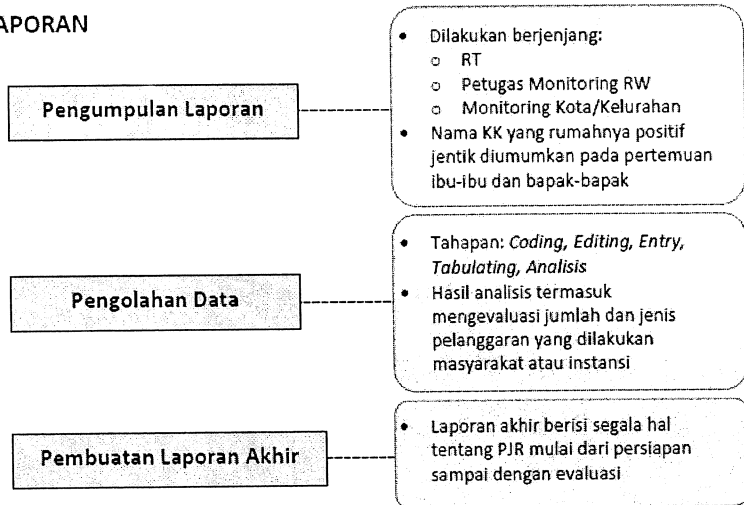 APORAN
Pengumpulan Laporan
• Dilakukan berjenjang:
o RT
o Petugas Monitoring RW
o Monitoring Kota/Kelurahan
• Nama KK yang rumahnya positif
jentik diumumkan pada pertemuan
ibu-ibu dan bapak-bapak
Pengolahan Data
• Tahapan: Coding, Editing, Entry,
Tabulating, Analisis
• Hasil analisis termasuk
mengevaluasi jumlah dan jenis
pelanggaran yang dilakukan
masyarakat atau instansi
Pembuatan Laporan Akhir
• Laporan akhir berisi segala hal
tentang PJR mulai dari persiapan
sampai dengan evaluasi